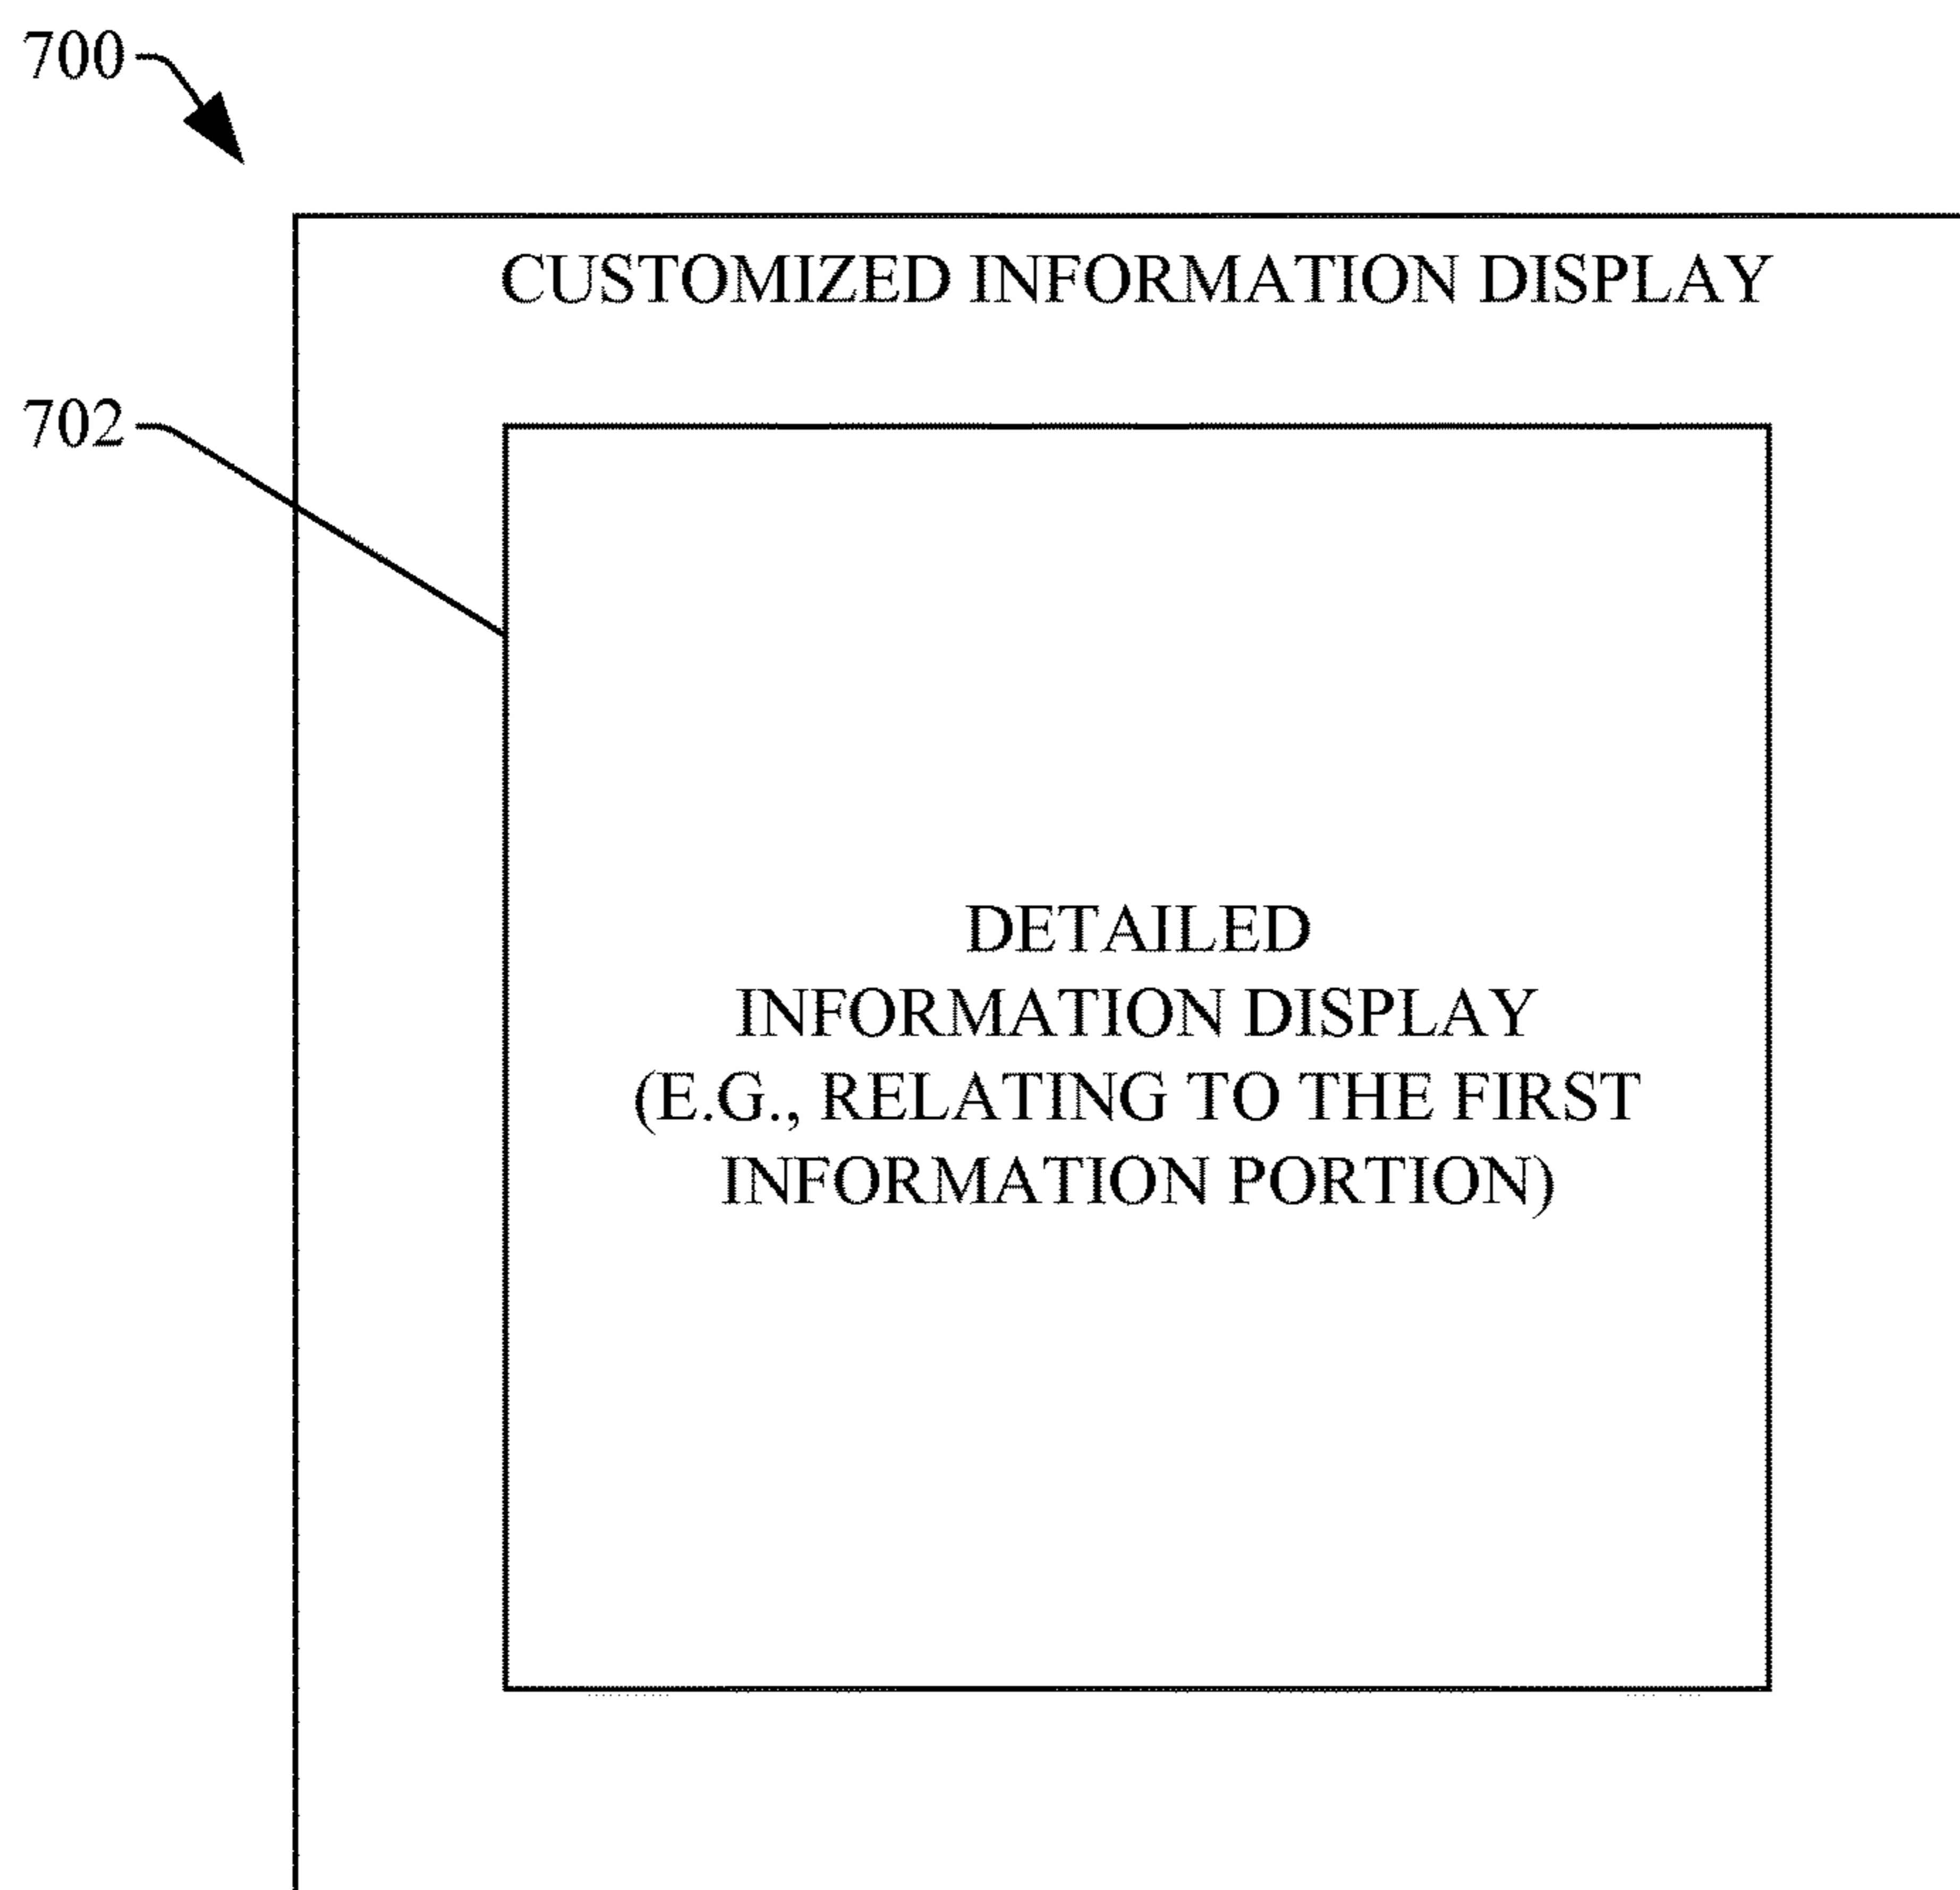 700
CUSTOMIZED INFORMATION DISPLAY
702
DETAILED
INFORMATION DISPLAY
(E.G., RELATING TO THE FIRST
INFORMATION PORTION)